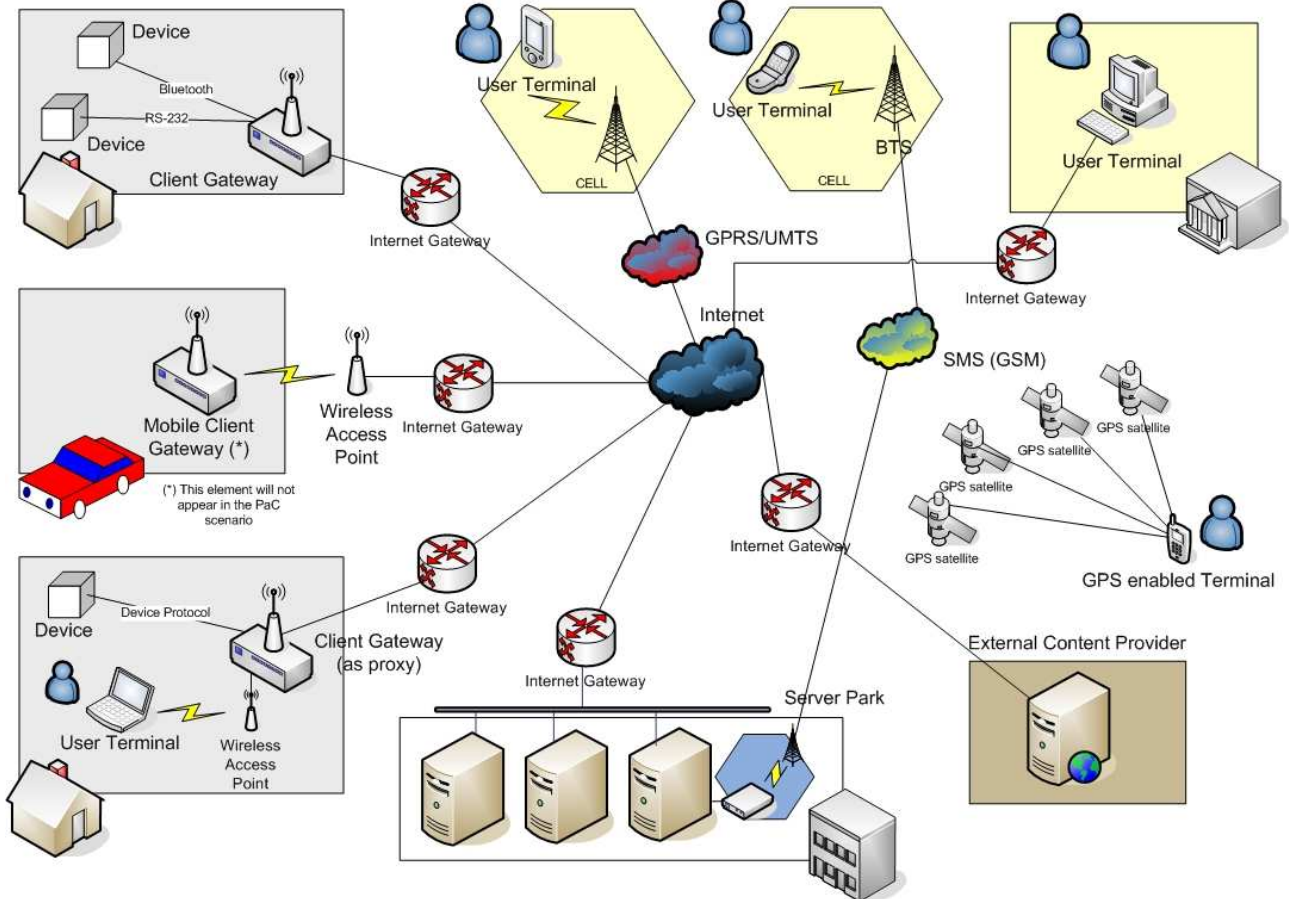 Device
Bluetooth
RS-232
Device
Client Gateway
Internet Gateway
User Terminal
CELL
User Terminal
BTS
CELL
User Terminal
GPRS/UMTS
Internet
Internet Gateway
SMS (GSM)
Mobile Client
Gateway (*)
(*) This element will not
appear in the PaC
scenario
Wireless
Access
Point
Internet Gateway
GPS satellite
GPS satellite
GPS satellite
GPS satellite
GPS enabled Terminal
Internet Gateway
Device
Device Protocol
Client Gateway
(as proxy)
Internet Gateway
User Terminal
Wireless
Access
Point
Internet Gateway
Server Park
External Content Provider